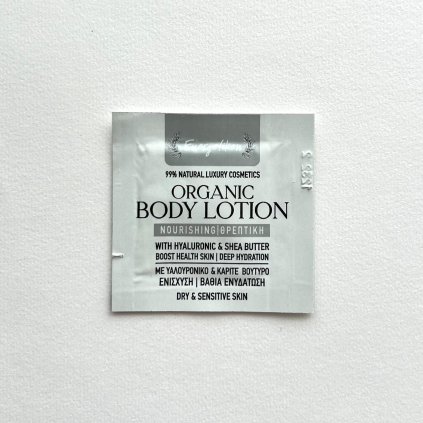 99% NATURAL LUXURY COSMETICS
ORGANIC
BODY LOTION
NOURISHING|ΘΡΕΠΤΙΚΗ
WITH HYALURONIC & SHEA BUTTER
BOOST HEALTH SKIN | DEEP HYDRATION
ΜΕ ΥΑΛΟΥΡΟΝΙΚΟ & ΚΑΡΙΤΕ ΒΟΥΤΥΡΟ
ΕΝΙΣΧΥΣΗ | ΒΑΘΙΑ ΕΝΥΔΑΤΩΣΗ
DRY & SENSITIVE SKIN